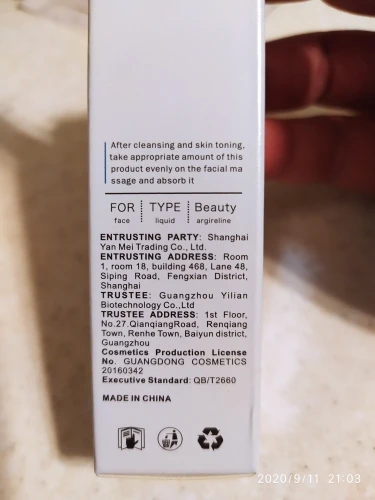 After cleansing and skin toning,
take appropriate amount of this
product evenly on the facial ma
ssage and absorb it
FOR TYPE Beauty
face liquid argireline
ENTRUSTING PARTY: Shanghai
Yan Mei Trading Co., Ltd.
ENTRUSTING ADDRESS: Room
1, room 18, building 468, Lane 48,
Siping Road, Fengxian District,
Shanghai
TRUSTEE: Guangzhou Yilian
Biotechnology Co.,Ltd
TRUSTEE ADDRESS: 1st Floor,
No.27.QianqiangRoad, Renqiang
Town, Renhe Town, Baiyun district,
Guangzhou
Cosmetics Production License
No. GUANGDONG COSMETICS
20160342
Executive Standard: QB/T2660
MADE IN CHINA
2020/9/11 21:03